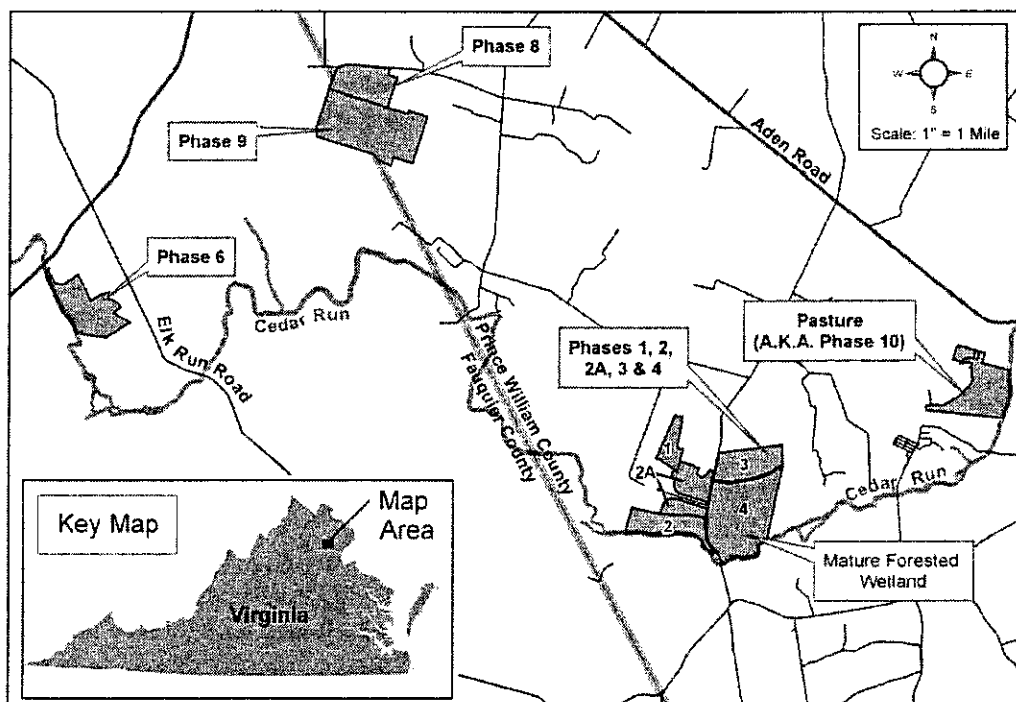 Phase 8
N
W
E
S
Scale: 1" = 1 Mile
Aden Road
Phase 9
Phase 6
Cedar Run
Elk Run Road
Prince William County
Fauquier County
Phases 1, 2,
2A, 3 & 4
Pasture
(A.K.A. Phase 10)
1
2A
3
4
2
Cedar Run
Mature Forested
Wetland
Key Map
Map
Area
Virginia